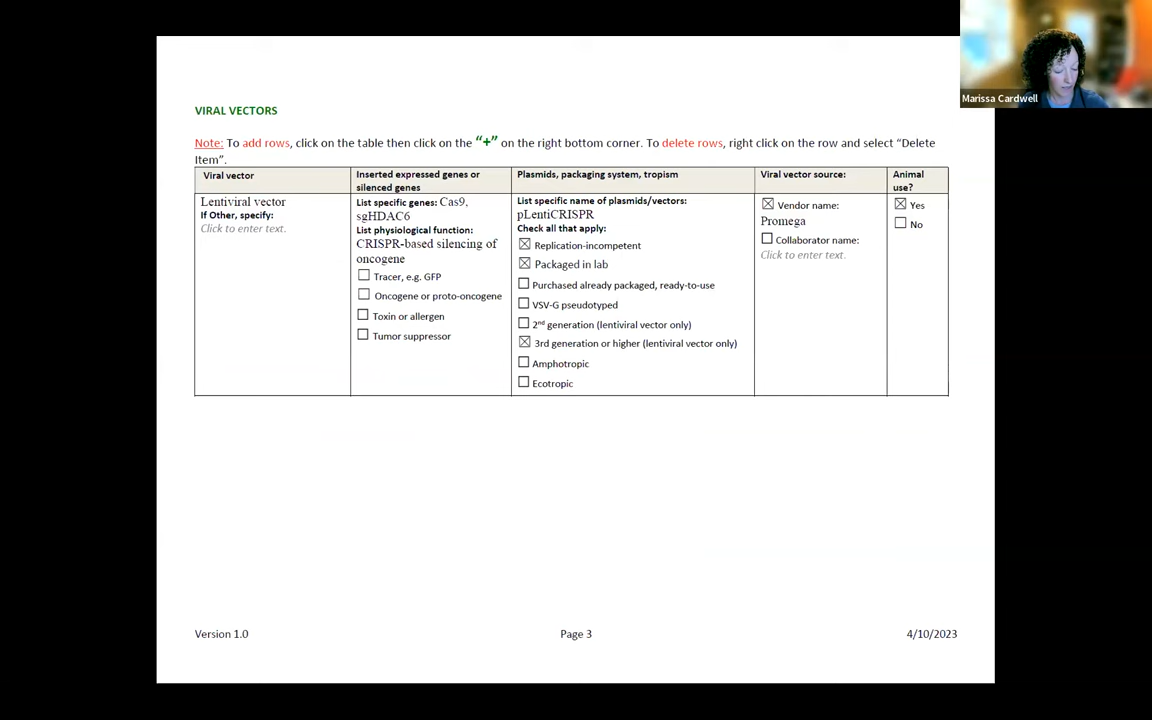 Marissa Cardwell
VIRAL VECTORS
Note: To add rows, click on the table then click on the "+" on the right bottom corner. To delete rows, right click on the row and select “Delete
Item”.
Viral vector
Inserted expressed genes or
silenced genes
Plasmids, packaging system, tropism
Viral vector source:
Animal
use?
Lentiviral vector
If Other, specify:
Click to enter text.
List specific genes: Cas9,
sgHDAC6
List physiological function:
CRISPR-based silencing of
oncogene
☐ Tracer, e.g. GFP
☐ Oncogene or proto-oncogene
☐ Toxin or allergen
☐ Tumor suppressor
List specific name of plasmids/vectors:
pLentiCRISPR
Check all that apply:
☒ Replication-incompetent
☒ Packaged in lab
☐ Purchased already packaged, ready-to-use
☐ VSV-G pseudotyped
☐ 2nd generation (lentiviral vector only)
☒ 3rd generation or higher (lentiviral vector only)
☐ Amphotropic
☐ Ecotropic
☒ Vendor name:
Promega
☐ Collaborator name:
Click to enter text.
☒ Yes
☐ No
Version 1.0
Page 3
4/10/2023